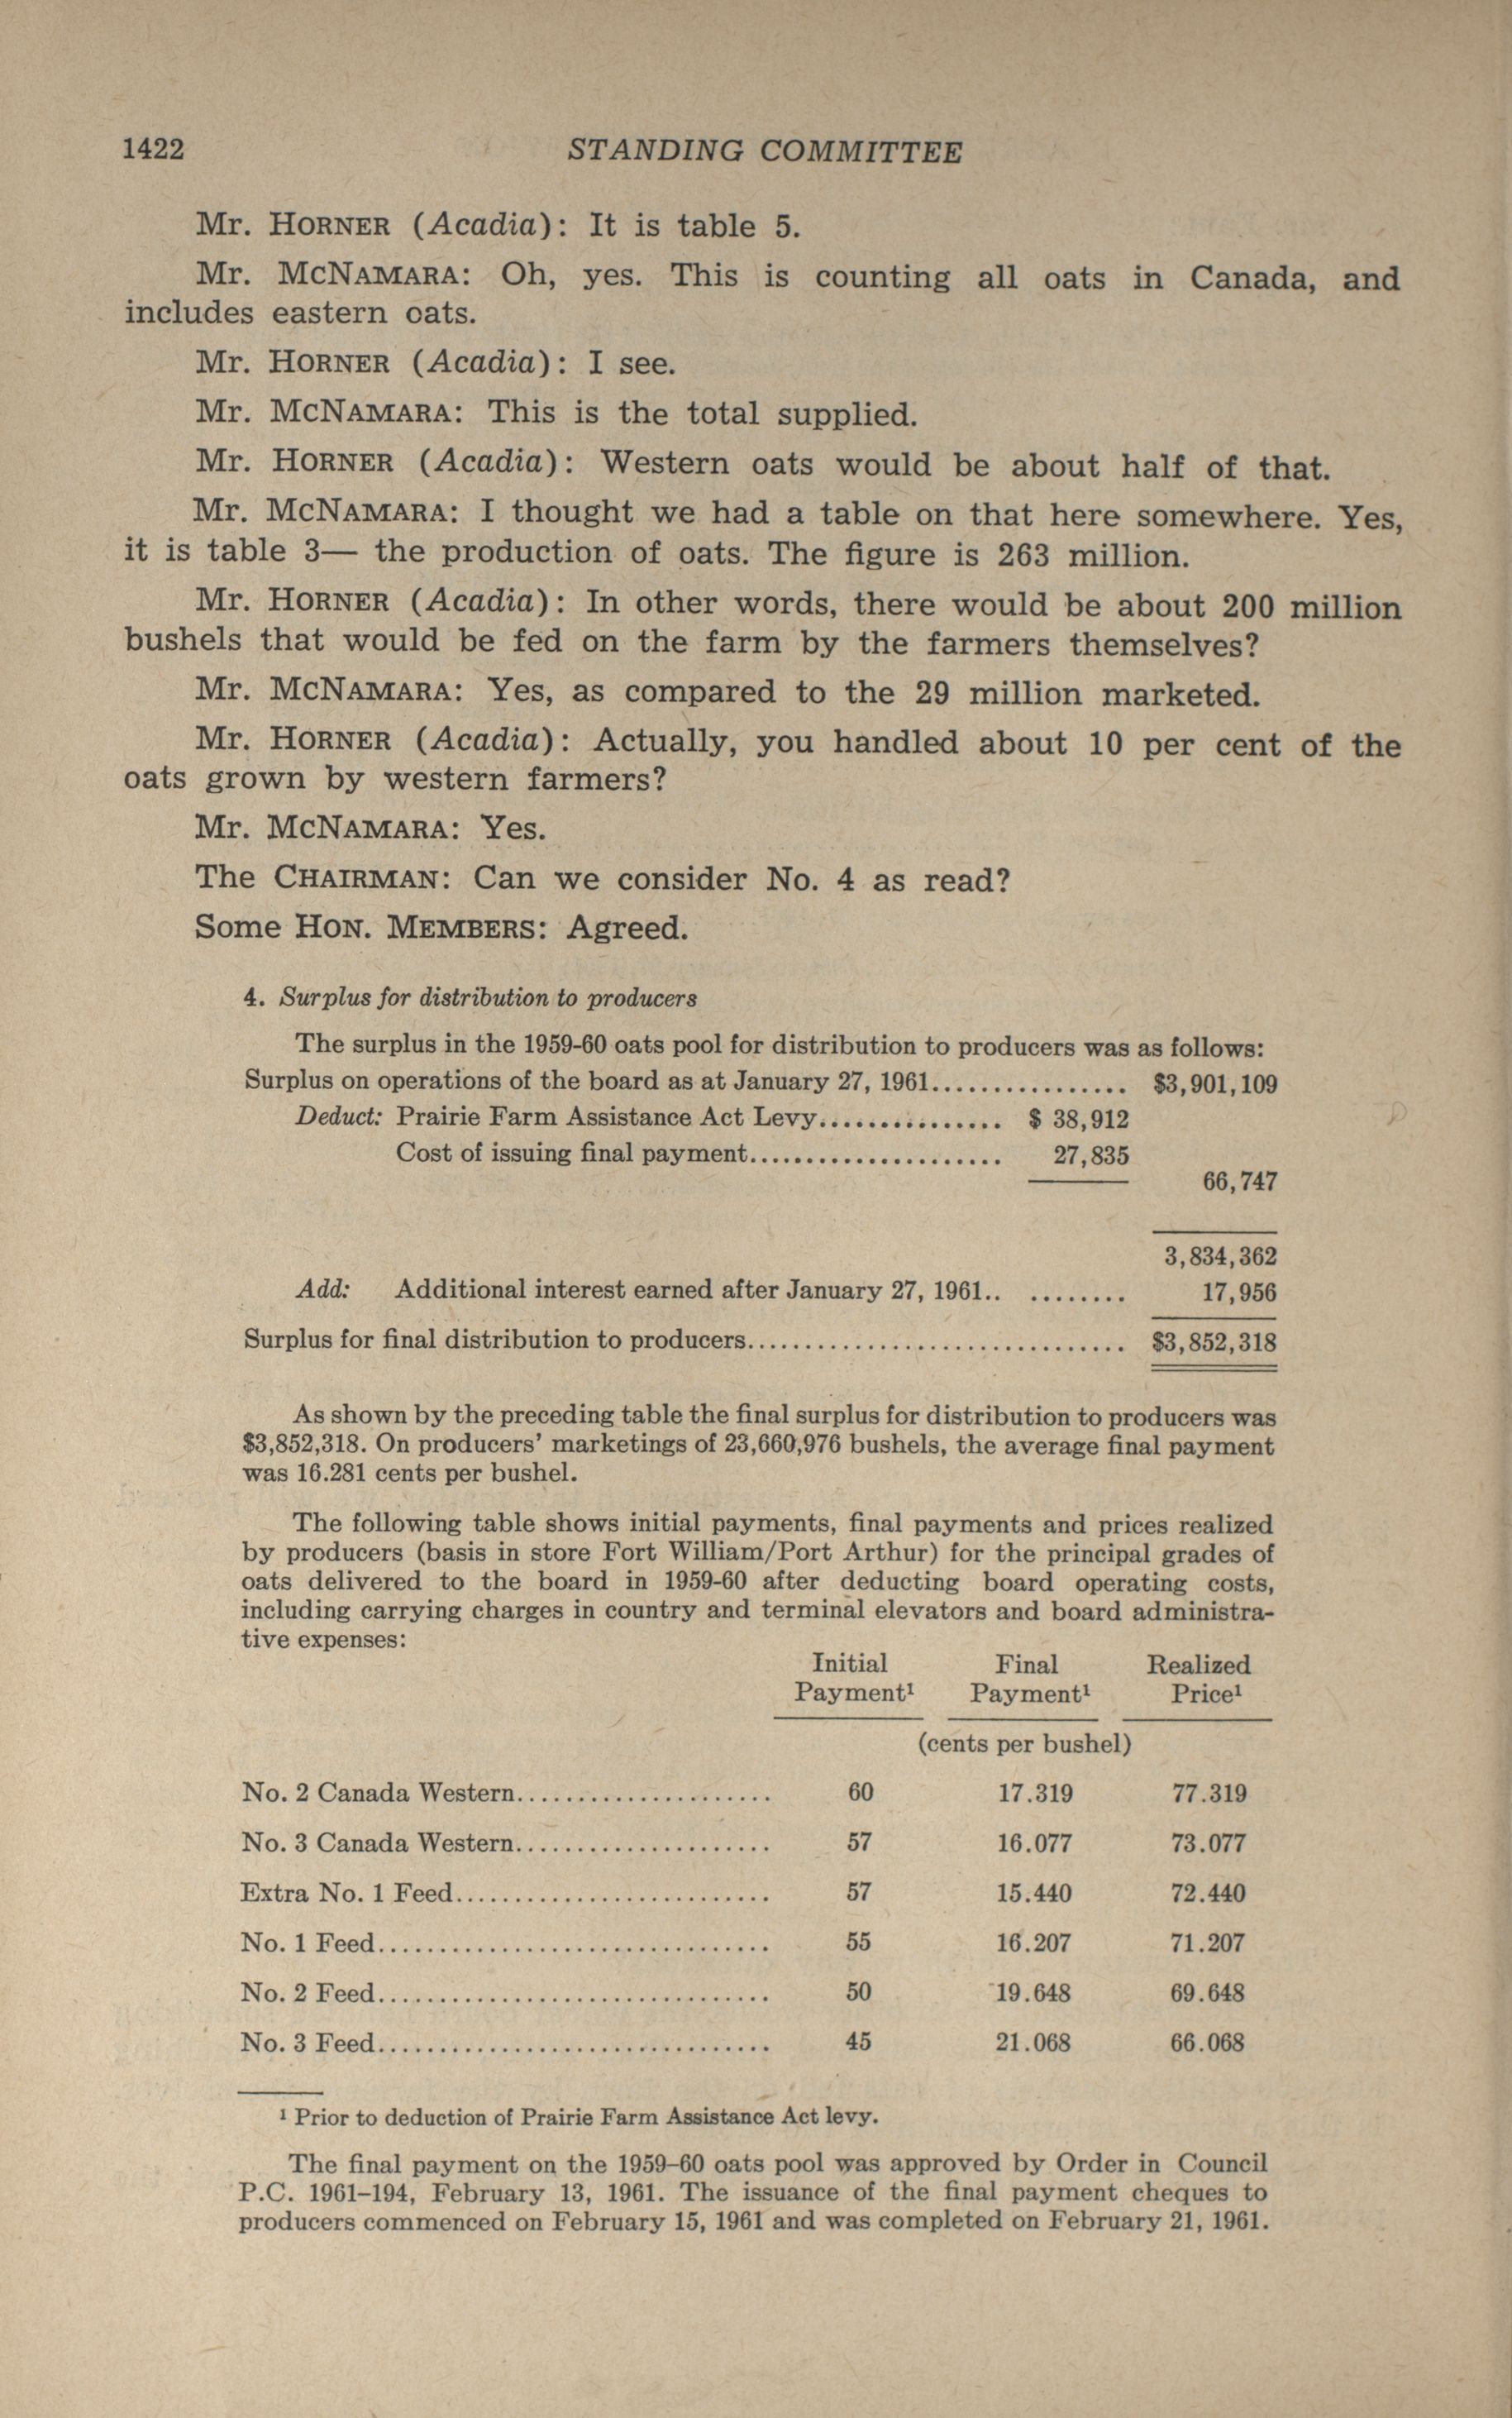 1422
STANDING COMMITTEE
Mr. HORNER (Acadia): It is table 5.
Mr. MCNAMARA: Oh, yes. This is counting all oats in Canada, and
includes eastern oats.
Mr. HORNER (Acadia): I see.
Mr. MCNAMARA: This is the total supplied.
Mr. HORNER (Acadia): Western oats would be about half of that.
Mr. MCNAMARA: I thought we had a table on that here somewhere. Yes,
it is table 3— the production of oats. The figure is 263 million.
Mr. HORNER (Acadia): In other words, there would be about 200 million
bushels that would be fed on the farm by the farmers themselves?
Mr. MCNAMARA: Yes, as compared to the 29 million marketed.
Mr. HORNER (Acadia): Actually, you handled about 10 per cent of the
oats grown by western farmers?
Mr. MCNAMARA: Yes.
The CHAIRMAN: Can we consider No. 4 as read?
Some HON. MEMBERS: Agreed.
4. Surplus for distribution to producers
The surplus in the 1959-60 oats pool for distribution to producers was as follows:
Surplus on operations of the board as at January 27, 1961................ $3,901,109
Deduct: Prairie Farm Assistance Act Levy............... $ 38,912
Cost of issuing final payment..................... 27,835
66,747
3,834,362
Add: Additional interest earned after January 27, 1961.. ........ 17,956
Surplus for final distribution to producers............................... $3,852,318
As shown by the preceding table the final surplus for distribution to producers was
$3,852,318. On producers' marketings of 23,660,976 bushels, the average final payment
was 16.281 cents per bushel.
The following table shows initial payments, final payments and prices realized
by producers (basis in store Fort William/Port Arthur) for the principal grades of
oats delivered to the board in 1959-60 after deducting board operating costs,
including carrying charges in country and terminal elevators and board administra-
tive expenses:
Initial Final Realized
Payment¹ Payment¹ Price¹
(cents per bushel)
No. 2 Canada Western..................... 60 17.319 77.319
No. 3 Canada Western..................... 57 16.077 73.077
Extra No. 1 Feed.......................... 57 15.440 72.440
No. 1 Feed................................ 55 16.207 71.207
No. 2 Feed................................ 50 19.648 69.648
No. 3 Feed................................ 45 21.068 66.068
¹ Prior to deduction of Prairie Farm Assistance Act levy.
The final payment on the 1959–60 oats pool was approved by Order in Council
P.C. 1961–194, February 13, 1961. The issuance of the final payment cheques to
producers commenced on February 15, 1961 and was completed on February 21, 1961.